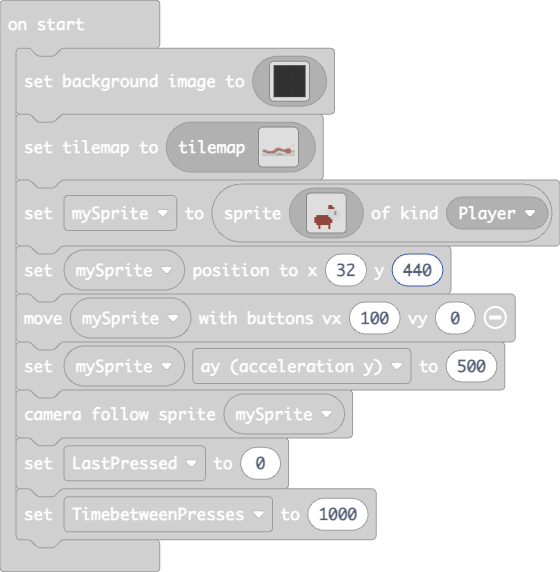 on start
set background image to
set tilemap to tilemap
set mySprite to sprite of kind Player
set mySprite position to x 32 y 440
move mySprite with buttons vx 100 vy 0
set mySprite ay (acceleration y) to 500
camera follow sprite mySprite
set LastPressed to 0
set TimebetweenPresses to 1000